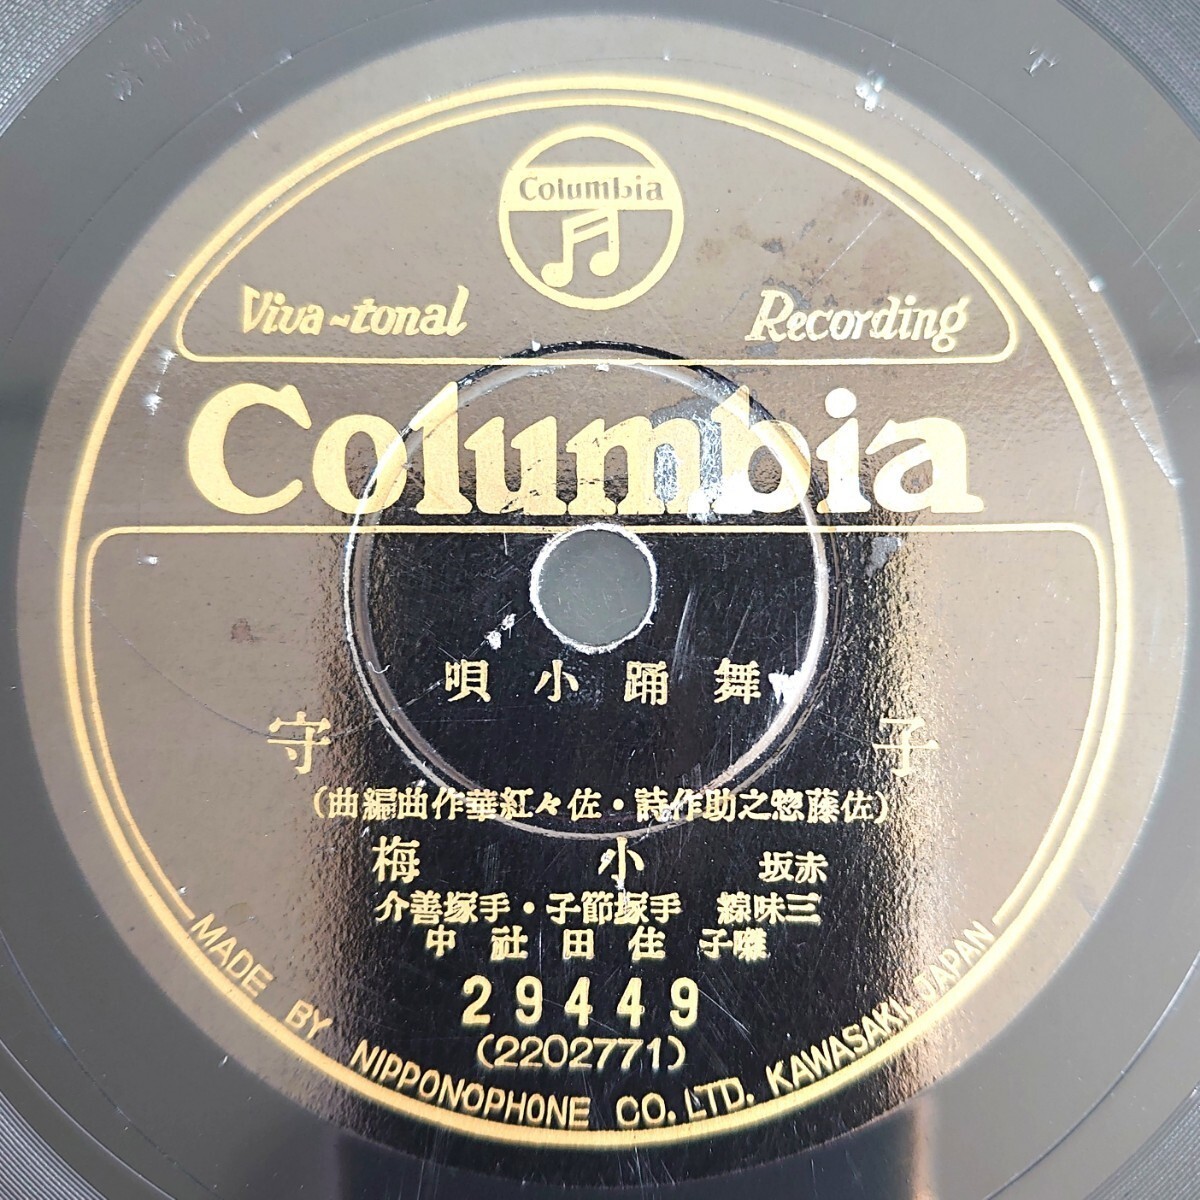 Columbia
Viva-tonal Recording
Columbia
舞踊小唄
子守
(佐藤惣之助作詩・佐々紅華作曲編曲)
赤坂 小梅
三味線 手塚節子・手塚善介
囃子 住田社中
29449
(2202771)
MADE BY NIPPONOPHONE CO. LTD. KAWASAKI, JAPAN